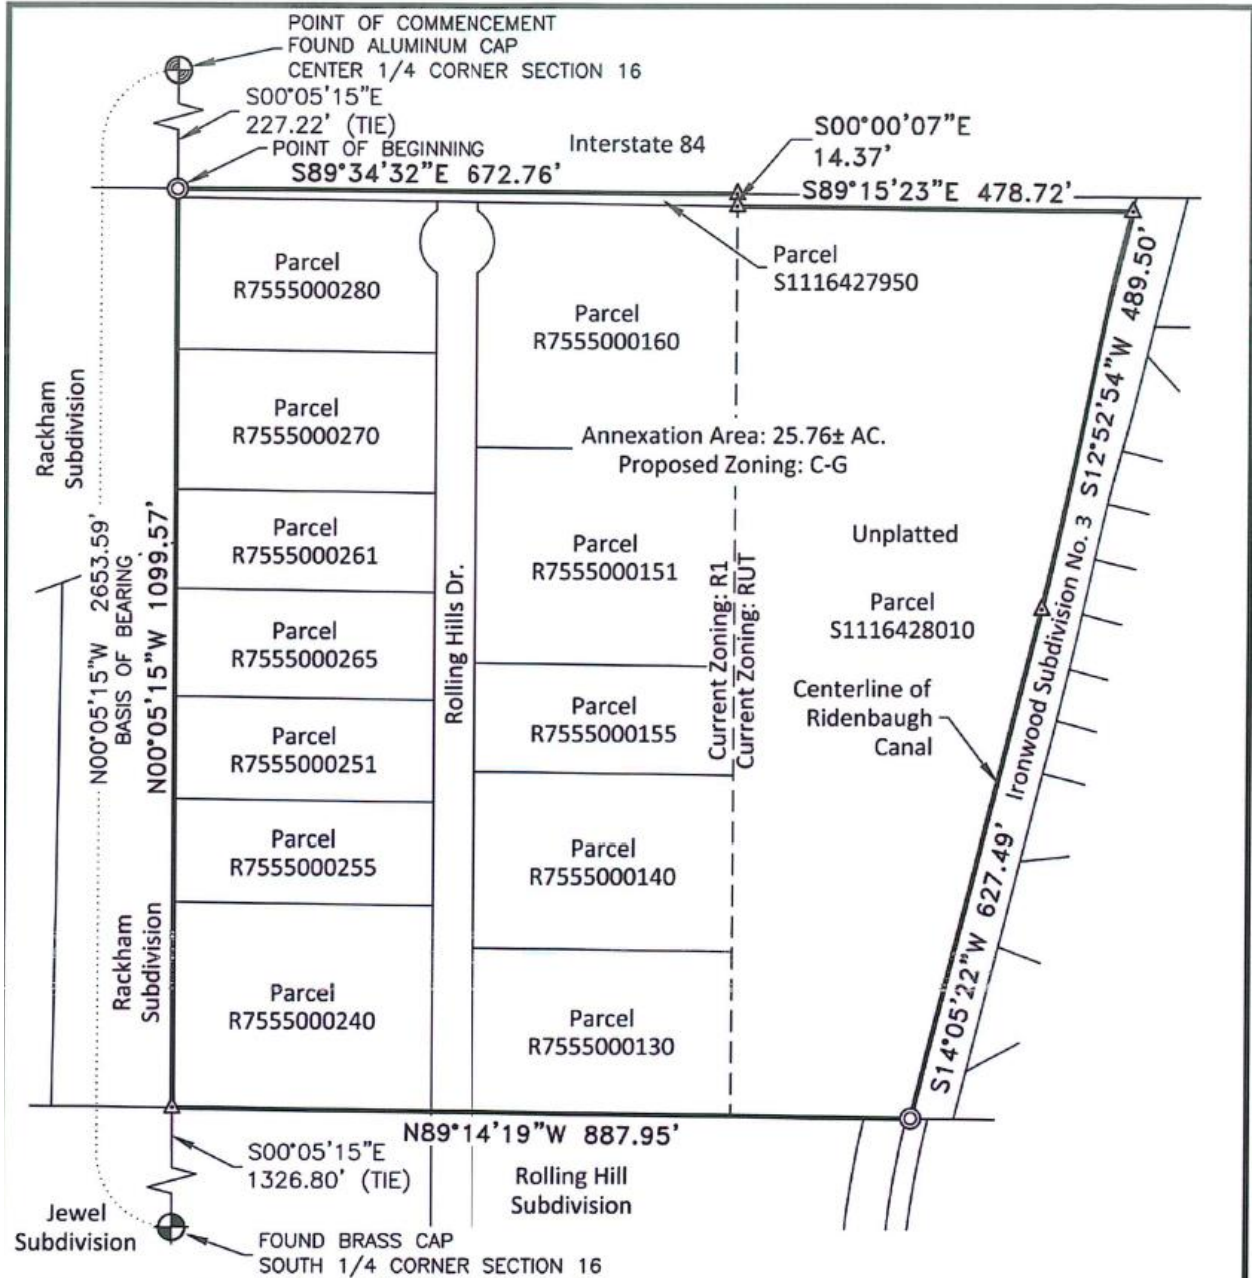 POINT OF COMMENCEMENT
FOUND ALUMINUM CAP
CENTER 1/4 CORNER SECTION 16
S00°05'15"E
227.22' (TIE)
POINT OF BEGINNING
Interstate 84
S00°00'07"E
14.37'
S89°34'32"E 672.76'
S89°15'23"E 478.72'
Parcel
S1116427950
Parcel
R7555000280
Parcel
R7555000160
S12°52'54"W 489.50'
Rackham
Subdivision
Parcel
R7555000270
Annexation Area: 25.76± AC.
Proposed Zoning: C-G
Parcel
R7555000261
Parcel
R7555000151
Unplatted
Parcel
S1116428010
N00°05'15"W 2653.59'
BASIS OF BEARING
N00°05'15"W 1099.57'
Rolling Hills Dr.
Current Zoning: R1
Current Zoning: RUT
Parcel
R7555000265
Parcel
R7555000155
Centerline of
Ridenbaugh
Canal
Ironwood Subdivision No. 3
Parcel
R7555000251
Parcel
R7555000255
Parcel
R7555000140
S14°05'22"W 627.49'
Rackham
Subdivision
Parcel
R7555000240
Parcel
R7555000130
N89°14'19"W 887.95'
S00°05'15"E
1326.80' (TIE)
Rolling Hill
Subdivision
Jewel
Subdivision
FOUND BRASS CAP
SOUTH 1/4 CORNER SECTION 16